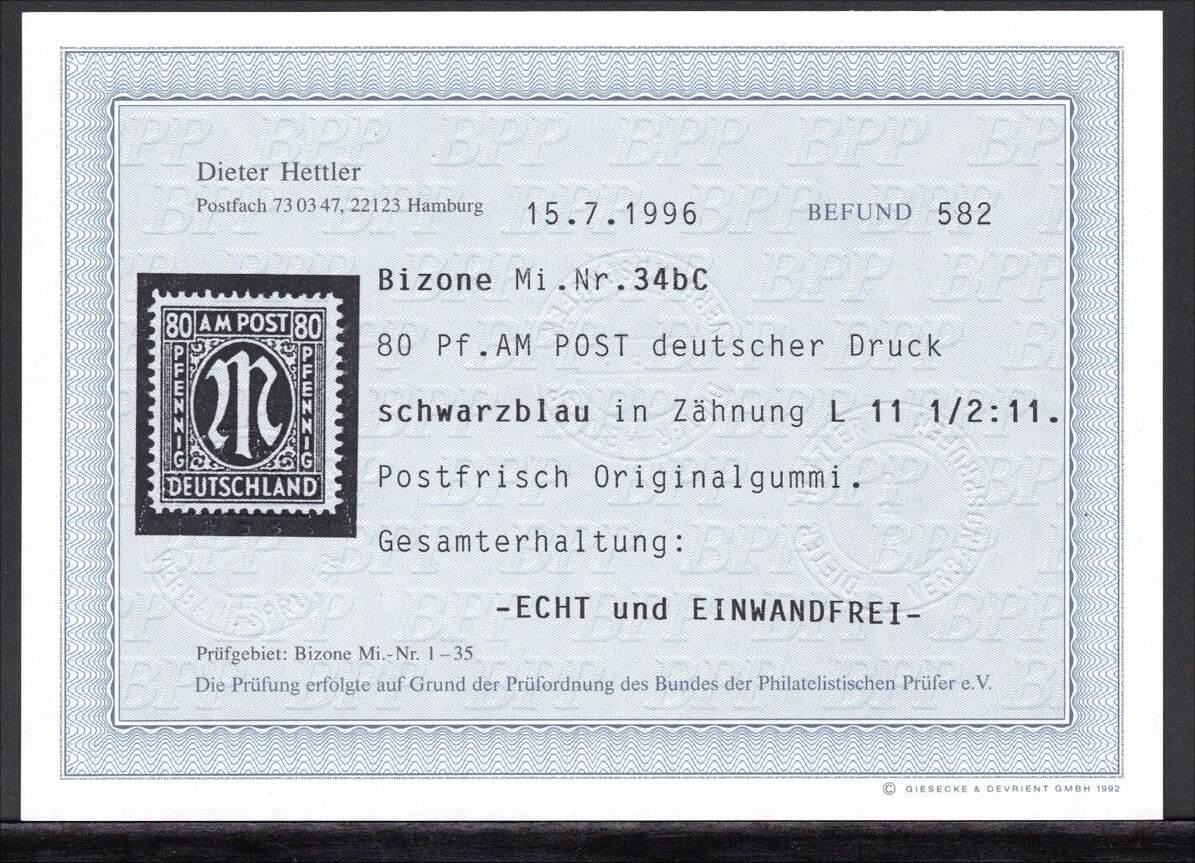 Dieter Hettler
Postfach 73 03 47, 22123 Hamburg
15.7.1996
BEFUND 582
Bizone Mi.Nr.34bC
80 AM POST 80
PFENNIG
PFENNIG
DEUTSCHLAND
80 Pf.AM POST deutscher Druck
schwarzblau in Zähnung L 11 1/2:11.
Postfrisch Originalgummi.
Gesamterhaltung:
-ECHT und EINWANDFREI-
Prüfgebiet: Bizone Mi.-Nr. 1–35
Die Prüfung erfolgte auf Grund der Prüfordnung des Bundes der Philatelistischen Prüfer e.V.
© GIESECKE & DEVRIENT GMBH 1992